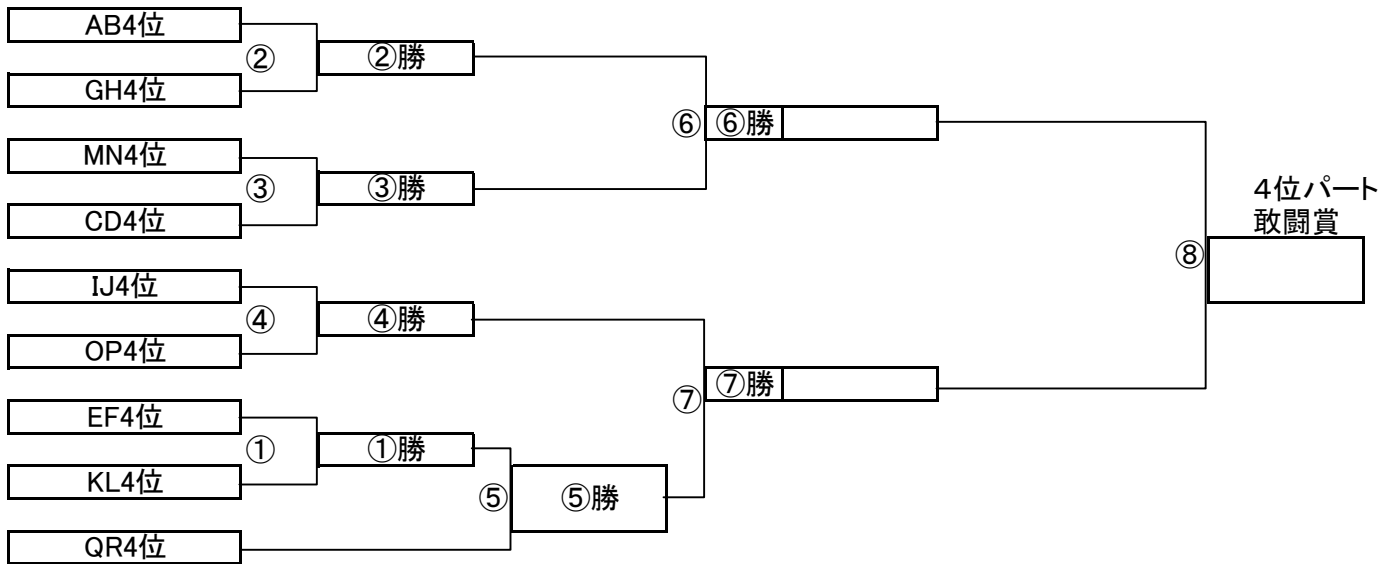 AB4位
②
②勝
GH4位
⑥
⑥勝
MN4位
③
③勝
CD4位
4位パート
敢闘賞
⑧
IJ4位
④
④勝
OP4位
⑦
⑦勝
EF4位
①
①勝
KL4位
⑤
⑤勝
QR4位